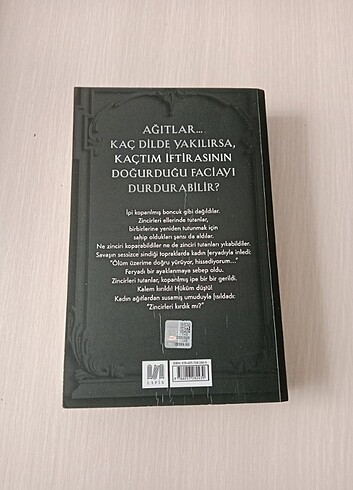 AĞITLAR...
KAÇ DİLDE YAKILIRSA,
KAÇTIM İFTİRASININ
DOĞURDUĞU FACİAYI
DURDURABİLİR?
İpi koparılmış boncuk gibi dağıldılar.
Zincirleri ellerinde tutanlar,
birbirlerine yeniden tutunmak için
sahip oldukları şansı da aldılar.
Ne zinciri koparabildiler ne de zinciri tutanları yıkabildiler.
Savaşın sessizce sindiği topraklarda kadın feryadıyla inledi:
"Ölüm üzerime doğru yürüyor, hissediyorum..."
Feryadı bir ayaklanmaya sebep oldu.
Zincirleri tutanlar, kopanlmış ipe bir bir gerildi.
Kalem kırıldı! Hüküm düştü!
Kadın ağıtlardan susamış umuduyla fısıldadı:
"Zincirleri kırdık mı?"
LAPİS